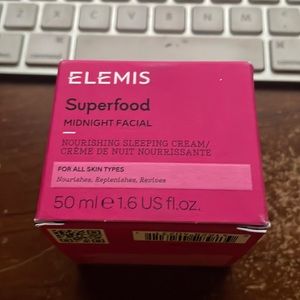 ELEMIS
Superfood
MIDNIGHT FACIAL
NOURISHING SLEEPING CREAM/
CRÈME DE NUIT NOURRISSANTE
FOR ALL SKIN TYPES
Nourishes, Replenishes, Revives
50 ml ℮ 1.6 US fl.oz.